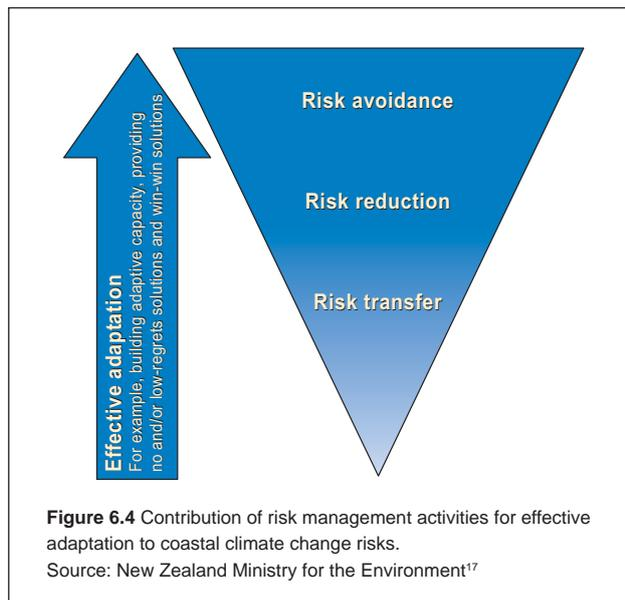 Effective adaptation
For example, building adaptive capacity, providing
no and/or low-regrets solutions and win-win solutions
Risk avoidance
Risk reduction
Risk transfer
Figure 6.4 Contribution of risk management activities for effective
adaptation to coastal climate change risks.
Source: New Zealand Ministry for the Environment17